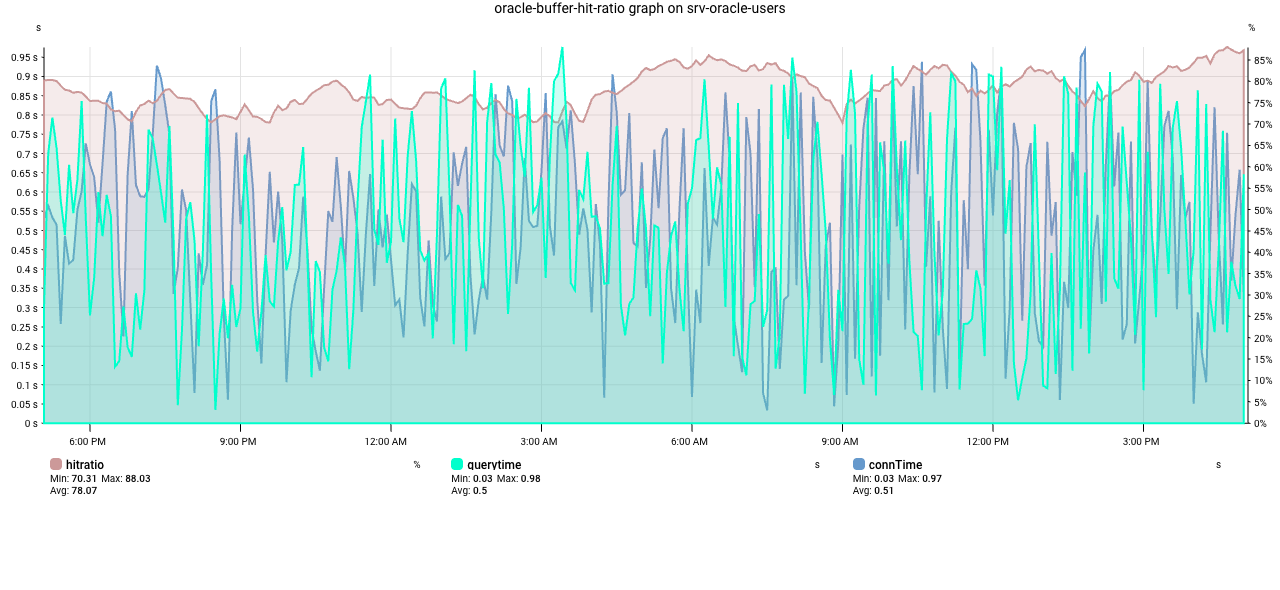 oracle-buffer-hit-ratio graph on srv-oracle-users
s %
0.95 s 85%
0.9 s 80%
0.85 s 75%
0.8 s 70%
0.75 s 65%
0.7 s 60%
0.65 s 55%
0.6 s 50%
0.55 s 45%
0.5 s 40%
0.45 s 35%
0.4 s 30%
0.35 s 25%
0.3 s 20%
0.25 s 15%
0.2 s 10%
0.15 s 5%
0.1 s 0%
0.05 s
0 s
6:00 PM 9:00 PM 12:00 AM 3:00 AM 6:00 AM 9:00 AM 12:00 PM 3:00 PM
hitratio % querytime s connTime s
Min: 70.31 Max: 88.03 Min: 0.03 Max: 0.98 Min: 0.03 Max: 0.97
Avg: 78.07 Avg: 0.5 Avg: 0.51